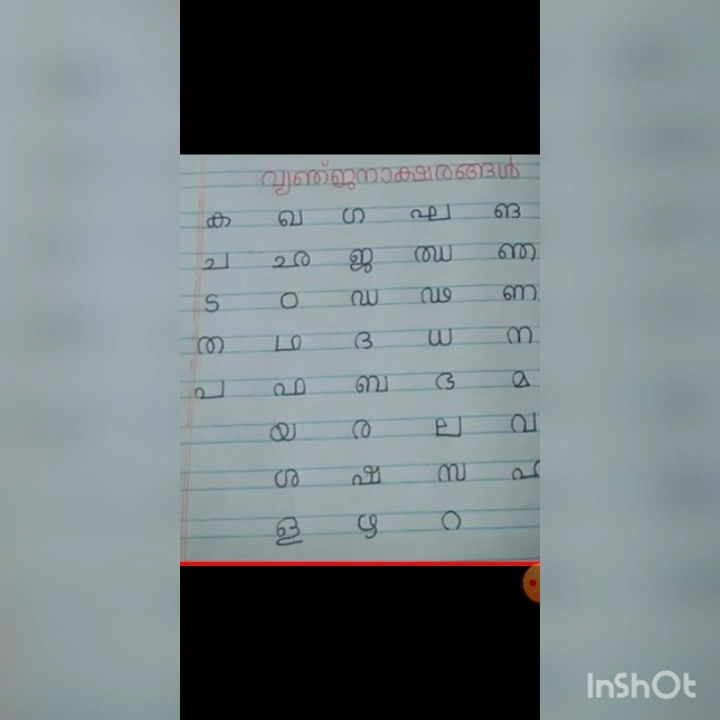 വ്യഞ്ജനാക്ഷരങ്ങൾ
ക ഖ ഗ ഘ ങ
ച ഛ ജ ഝ ഞ
ട ഠ ഡ ഢ ണ
ത ഥ ദ ധ ന
പ ഫ ബ ഭ മ
യ ര ല വ
ശ ഷ സ ഹ
ള ഴ റ
InShOt